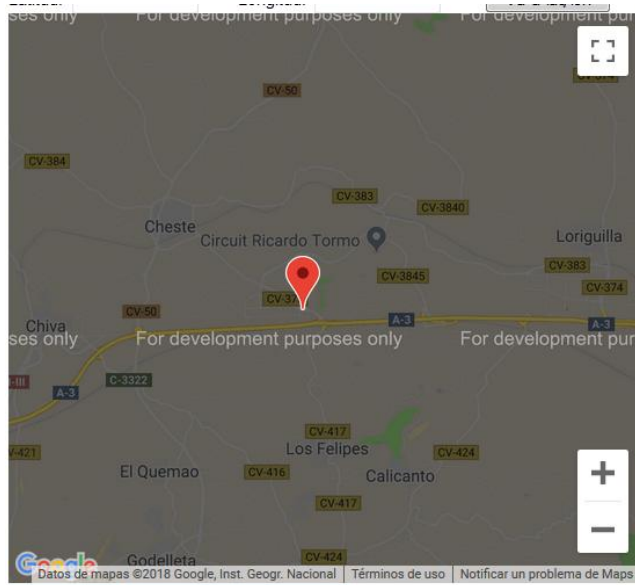 For development purposes only
For development pur
ses only
CV-50
CV-384
CV-383
CV-3840
Cheste
Circuit Ricardo Tormo
Loriguilla
CV-383
CV-3845
CV-374
CV-50
A-3
A-3
Chiva
ses only
For development purposes only
For development pur
C-3322
A-3
CV-417
Los Felipes
CV-424
El Quemao
CV-416
Calicanto
CV-417
CV-424
Godelleta
Google
Datos de mapas ©2018 Google, Inst. Geogr. Nacional
Términos de uso
Notificar un problema de Maps